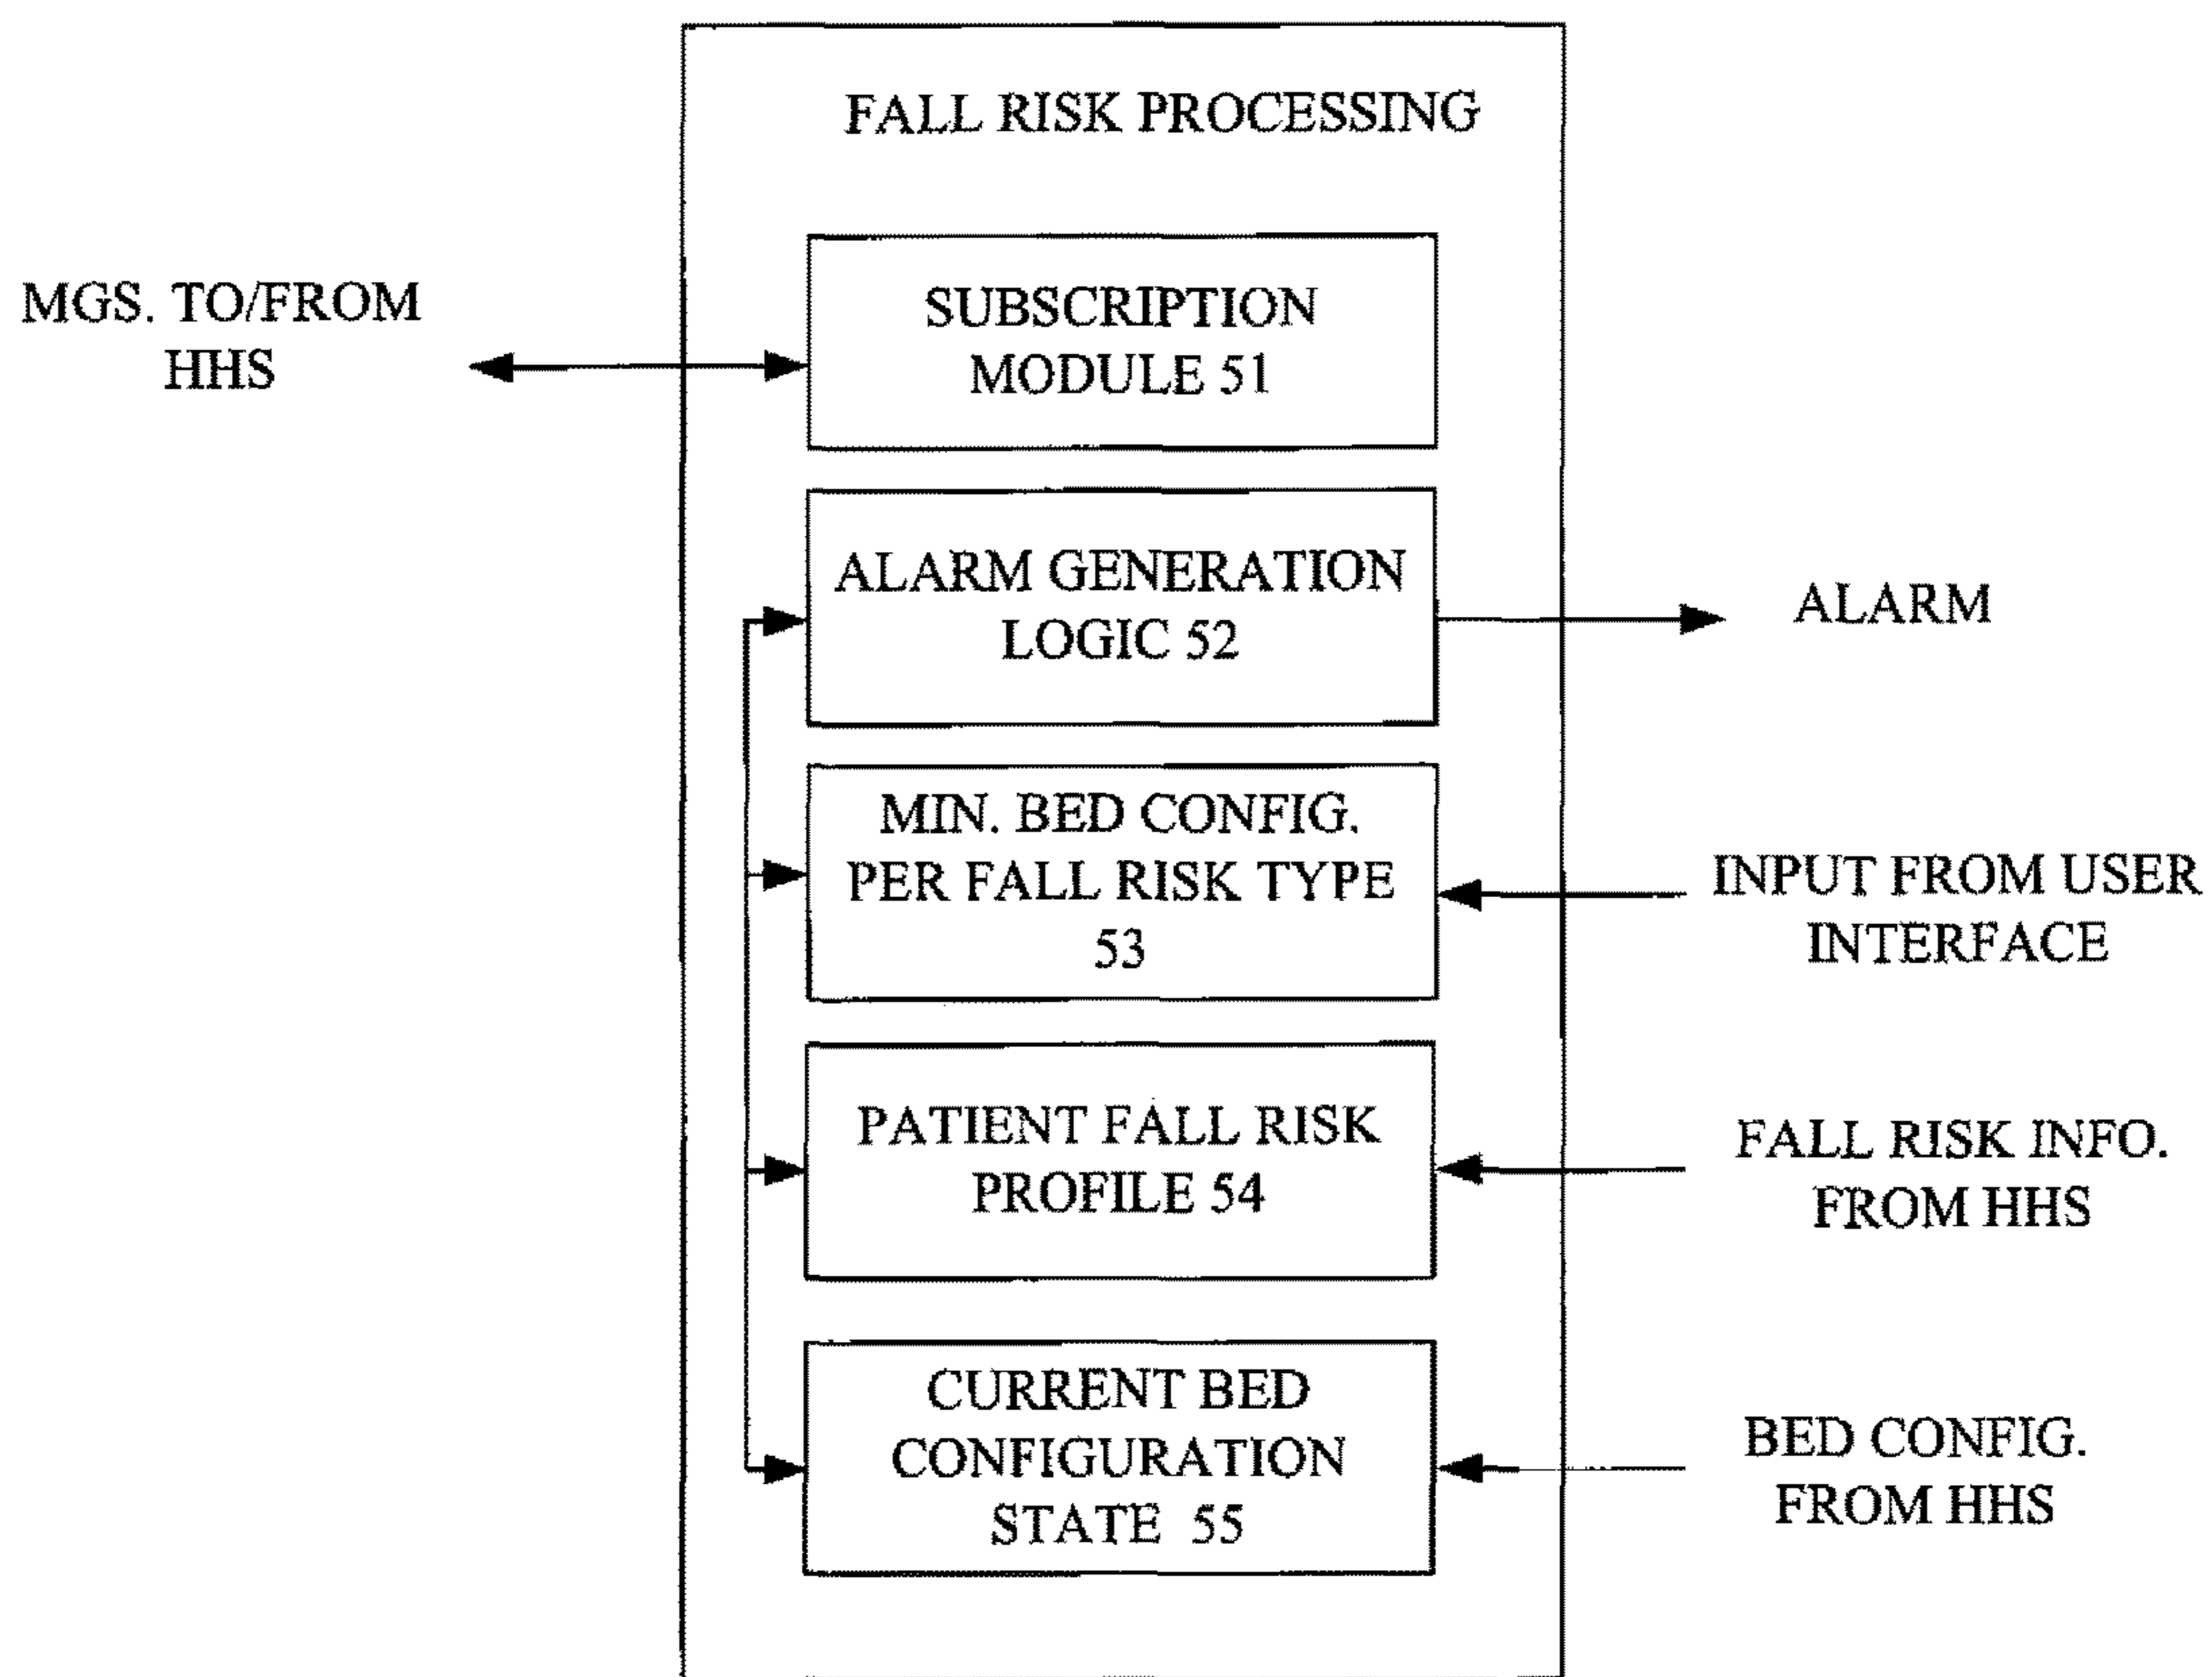 FALL RISK PROCESSING
MGS. TO/FROM
HHS
SUBSCRIPTION
MODULE 51
ALARM GENERATION
LOGIC 52
ALARM
MIN. BED CONFIG.
PER FALL RISK TYPE
53
INPUT FROM USER
INTERFACE
PATIENT FALL RISK
PROFILE 54
FALL RISK INFO.
FROM HHS
CURRENT BED
CONFIGURATION
STATE 55
BED CONFIG.
FROM HHS